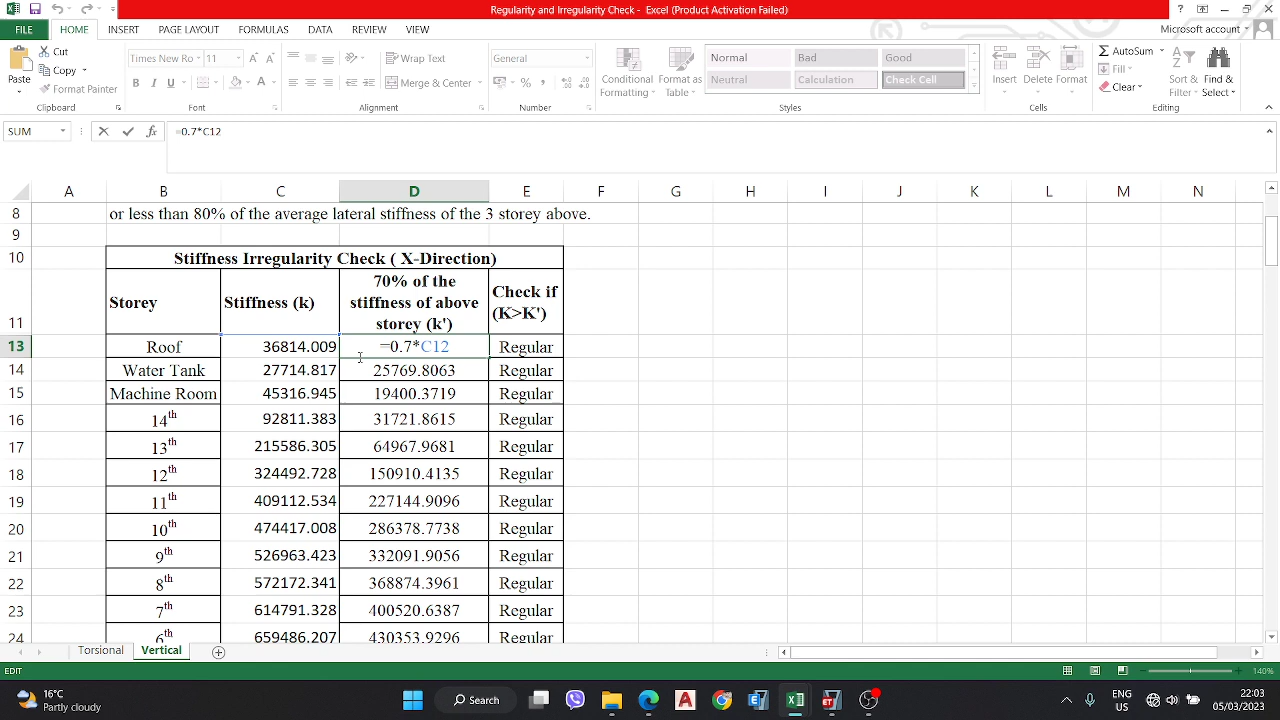 Regularity and Irregularity Check - Excel (Product Activation Failed)
FILE HOME INSERT PAGE LAYOUT FORMULAS DATA REVIEW VIEW Microsoft account
Paste Cut Copy Format Painter Clipboard
Times New Ro 11 B I U A Font
Wrap Text Merge & Center Alignment
General % , Number
Conditional Formatting Format as Table
Normal Bad Good
Neutral Calculation Check Cell
Styles
Insert Delete Format Cells
AutoSum Fill Clear Sort & Filter Find & Select Editing
SUM fx =0.7*C12
A B C D E F G H I J K L M N
8 or less than 80% of the average lateral stiffness of the 3 storey above.
9
10 Stiffness Irregularity Check ( X-Direction)
11 Storey Stiffness (k) 70% of the stiffness of above storey (k') Check if (K>K')
13 Roof 36814.009 =0.7*C12 Regular
14 Water Tank 27714.817 25769.8063 Regular
15 Machine Room 45316.945 19400.3719 Regular
16 14th 92811.383 31721.8615 Regular
17 13th 215586.305 64967.9681 Regular
18 12th 324492.728 150910.4135 Regular
19 11th 409112.534 227144.9096 Regular
20 10th 474417.008 286378.7738 Regular
21 9th 526963.423 332091.9056 Regular
22 8th 572172.341 368874.3961 Regular
23 7th 614791.328 400520.6387 Regular
24 6th 659486.207 430353.9296 Regular
Torsional Vertical
EDIT 140%
16°C
Partly cloudy
Search
ENG
US
22:03
05/03/2023